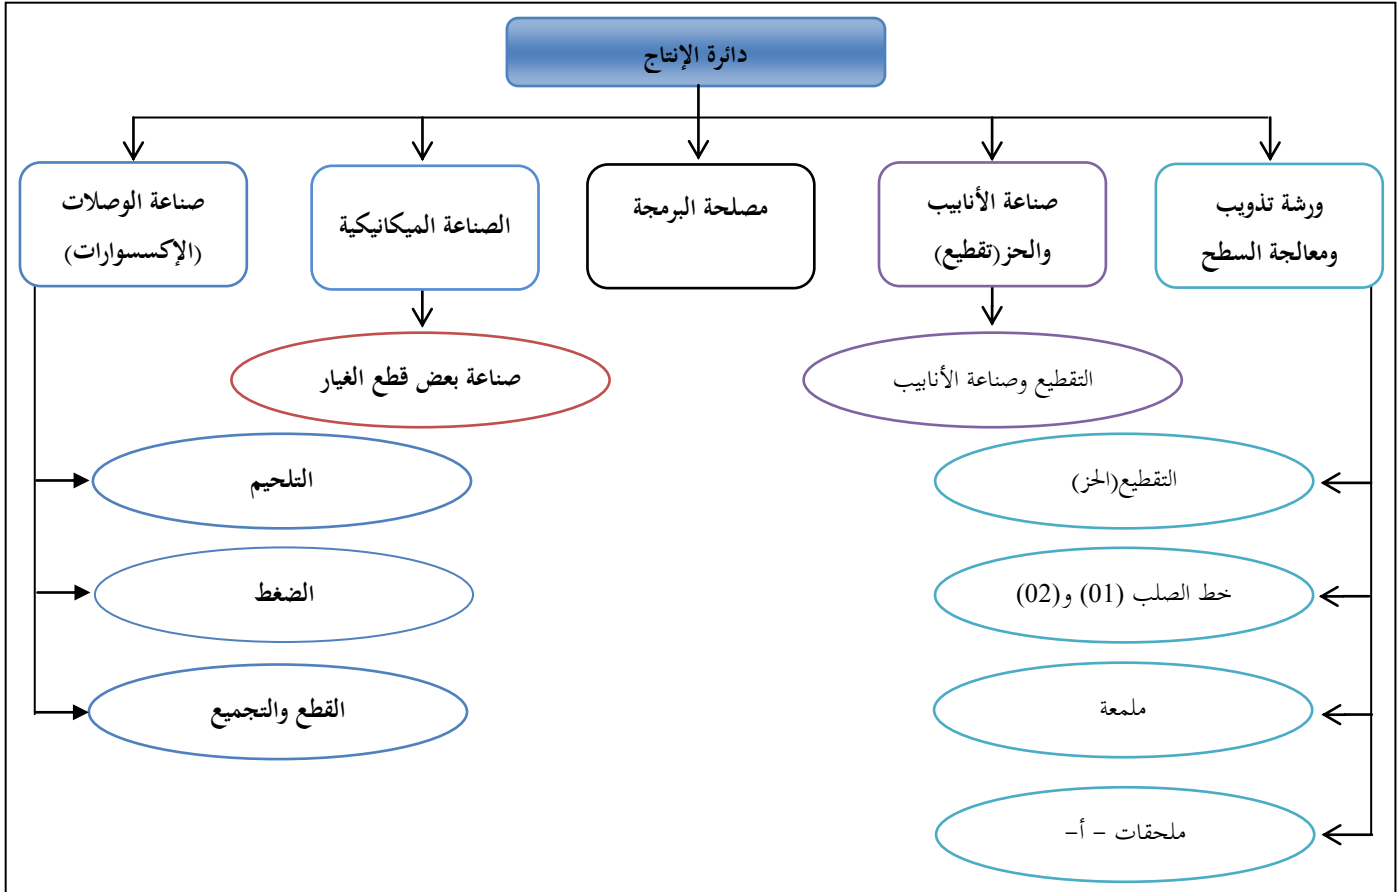 دائرة الإنتاج
ورشة تذويب
ومعالجة السطح
صناعة الأنابيب
والحز(تقطيع)
مصلحة البرمجة
الصناعة الميكانيكية
صناعة الوصلات
(الإكسسوارات)
التقطيع وصناعة الأنابيب
صناعة بعض قطع الغيار
التقطيع(الحز)
خط الصلب (01) و(02)
ملمعة
ملحقات - أ-
التلحيم
الضغط
القطع والتجميع